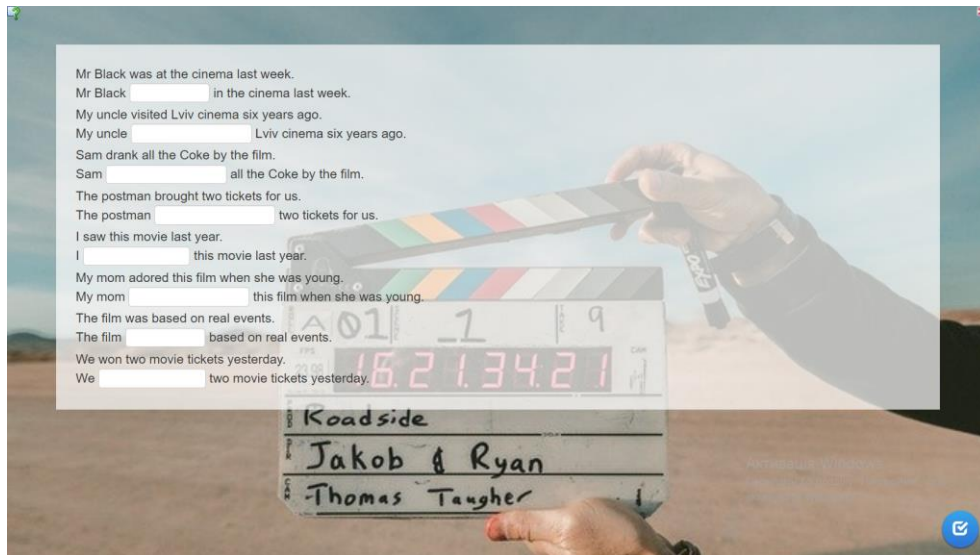 Mr Black was at the cinema last week.
Mr Black in the cinema last week.
My uncle visited Lviv cinema six years ago.
My uncle Lviv cinema six years ago.
Sam drank all the Coke by the film.
Sam all the Coke by the film.
The postman brought two tickets for us.
The postman two tickets for us.
I saw this movie last year.
I this movie last year.
My mom adored this film when she was young.
My mom this film when she was young.
The film was based on real events.
The film based on real events.
We won two movie tickets yesterday.
We two movie tickets yesterday.
A 01 1 9
FPS
CAM
16.21.34.21
Roadside
Jakob & Ryan
Thomas Taugher